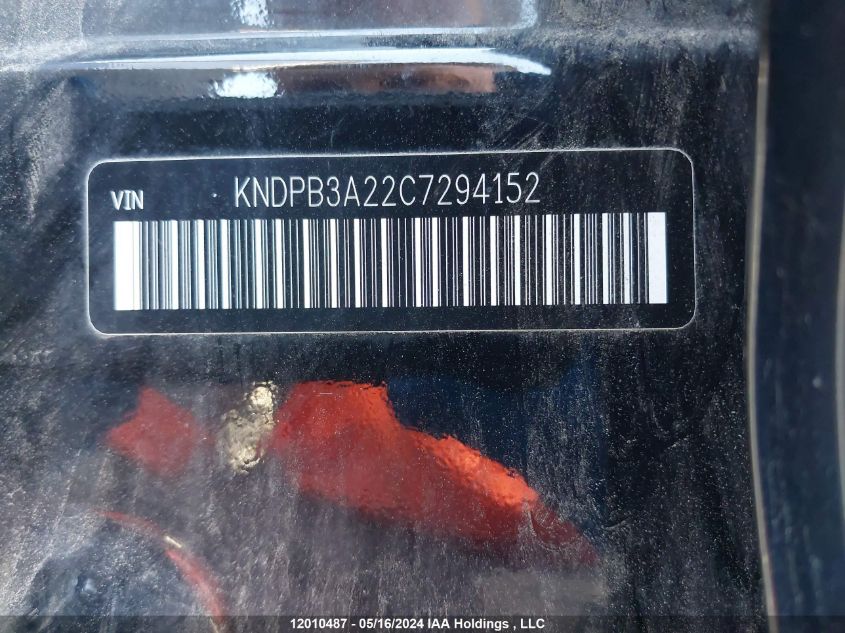 VIN KNDPB3A22C7294152
12010487 - 05/16/2024 IAA Holdings , LLC